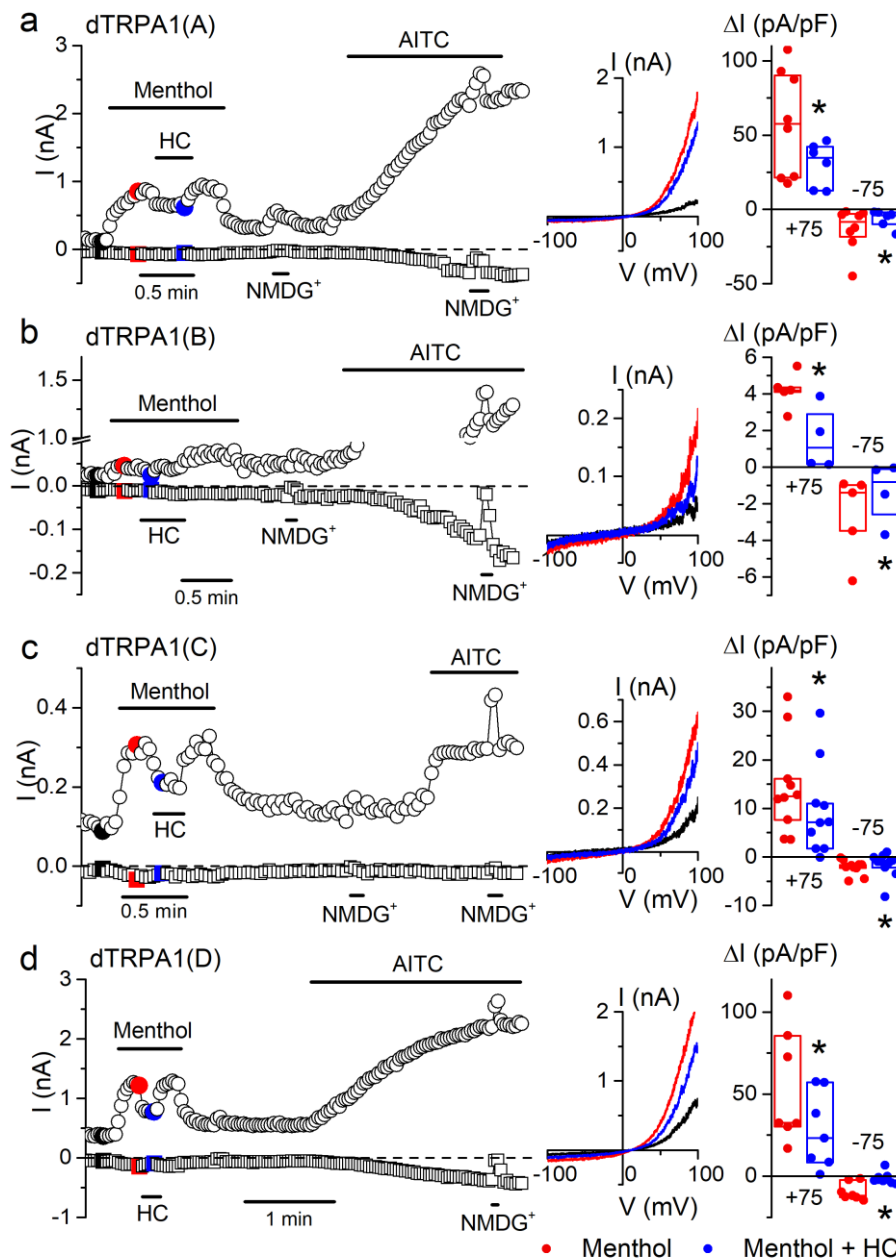 a dTRPA1(A)
AITC
Menthol
HC
I (nA)
3
2
1
0
0.5 min
NMDG⁺
NMDG⁺
I (nA)
2
1
-100
0
100
V (mV)
ΔI (pA/pF)
100
50
0
-50
*
-75
+75
*
b dTRPA1(B)
AITC
Menthol
I (nA)
1.5
1.0
0.0
-0.1
-0.2
HC
NMDG⁺
0.5 min
NMDG⁺
I (nA)
0.2
0.1
-100
0
100
V (mV)
ΔI (pA/pF)
6
4
2
0
-2
-4
-6
*
-75
+75
*
c dTRPA1(C)
AITC
Menthol
HC
I (nA)
0.4
0.2
0.0
0.5 min
NMDG⁺
NMDG⁺
I (nA)
0.6
0.4
0.2
-100
0
100
V (mV)
ΔI (pA/pF)
30
20
10
0
-10
*
-75
+75
*
d dTRPA1(D)
AITC
Menthol
I (nA)
3
2
1
0
-1
HC
1 min
NMDG⁺
I (nA)
2
1
-100
0
100
V (mV)
ΔI (pA/pF)
100
50
0
*
-75
+75
*
Menthol
Menthol + HC